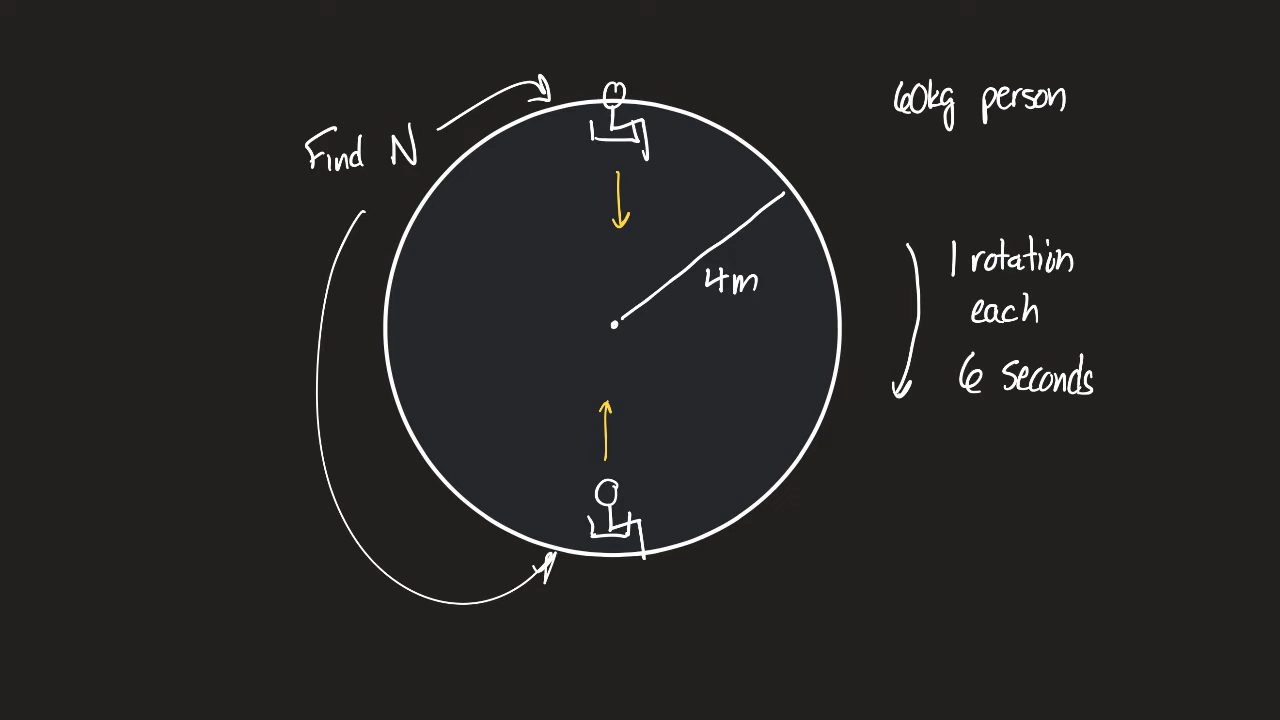 60kg person
Find N
4m
1 rotation
each
6 seconds